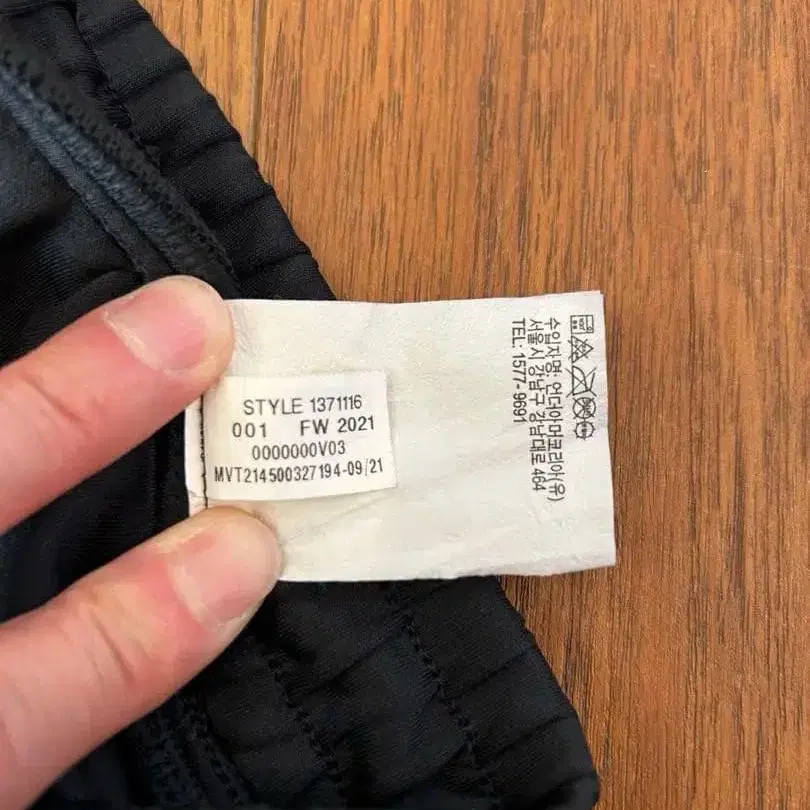 STYLE 1371116
001 FW 2021
0000000V03
MVT214500327194-09/21
수입자명: 언더아머코리아(유)
서울시 강남구 강남대로 464
TEL: 1577-9691